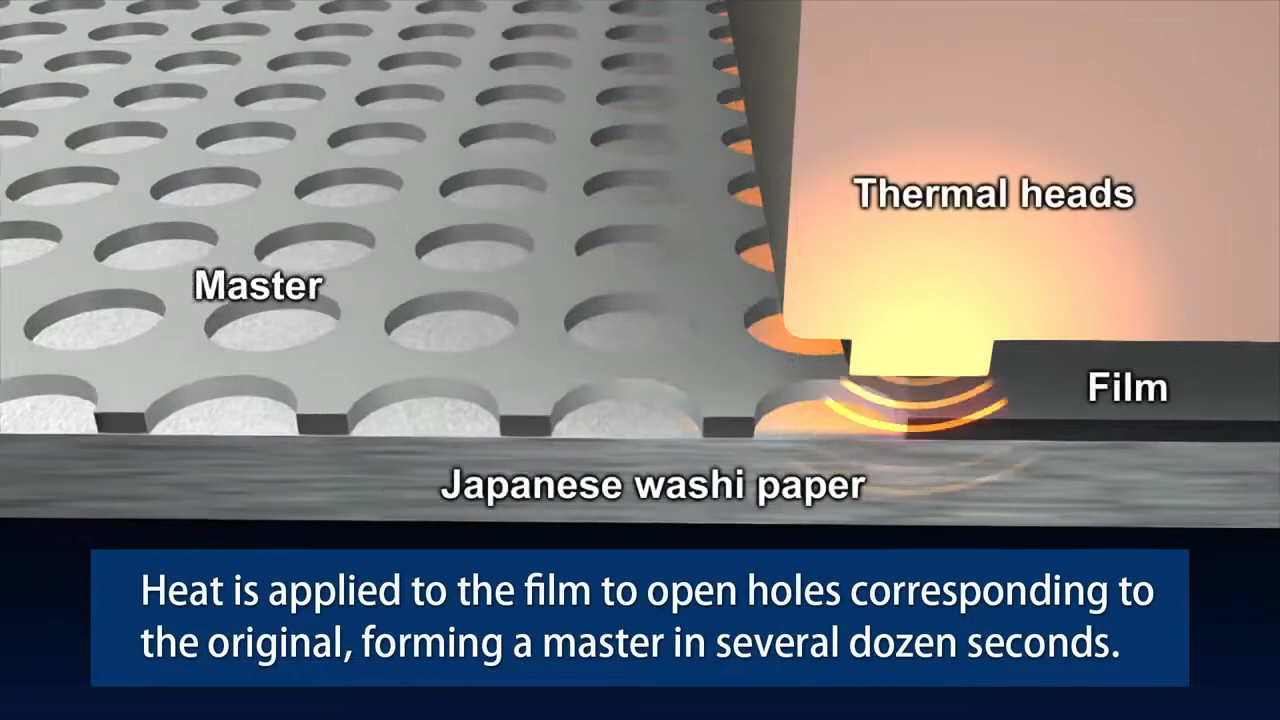 Thermal heads
Master
Film
Japanese washi paper
Heat is applied to the film to open holes corresponding to
the original, forming a master in several dozen seconds.